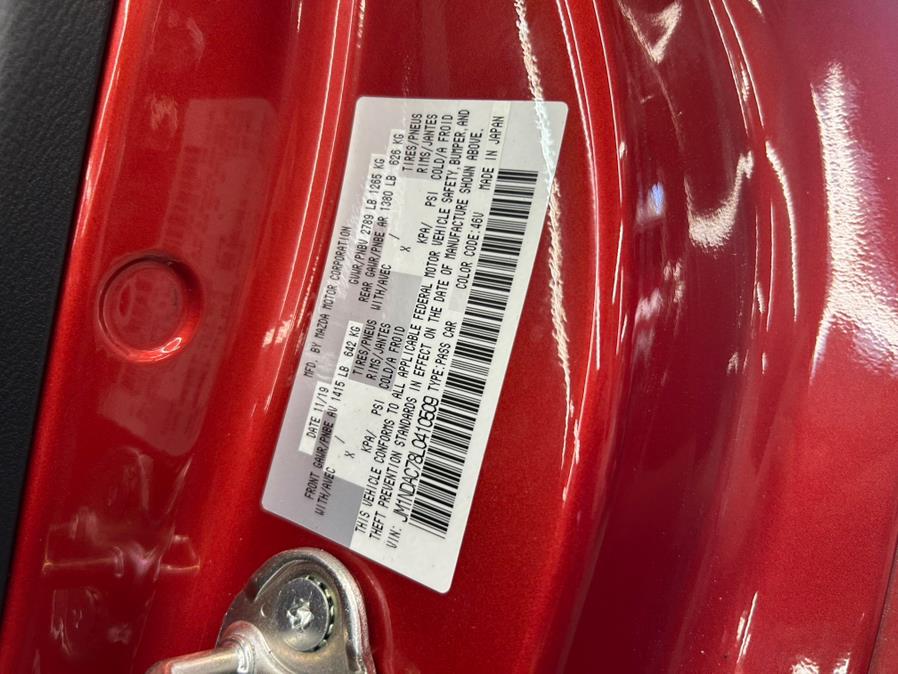 MFD. BY MAZDA MOTOR CORPORATION
DATE 11/19 GVWR/PNBV 2789 LB 1265 KG
FRONT GAWR/PNBE AV 1415 LB 642 KG REAR GAWR/PNBE AR 1380 LB 626 KG
WITH/AVEC TIRES/PNEUS WITH/AVEC TIRES/PNEUS
X / RIMS/JANTES X / RIMS/JANTES
KPA/ PSI COLD/A FROID KPA/ PSI COLD/A FROID
THIS VEHICLE CONFORMS TO ALL APPLICABLE FEDERAL MOTOR VEHICLE SAFETY, BUMPER, AND
THEFT PREVENTION STANDARDS IN EFFECT ON THE DATE OF MANUFACTURE SHOWN ABOVE.
VIN: JM1NDAC78L0410509 TYPE:PASS CAR COLOR CODE:46V MADE IN JAPAN